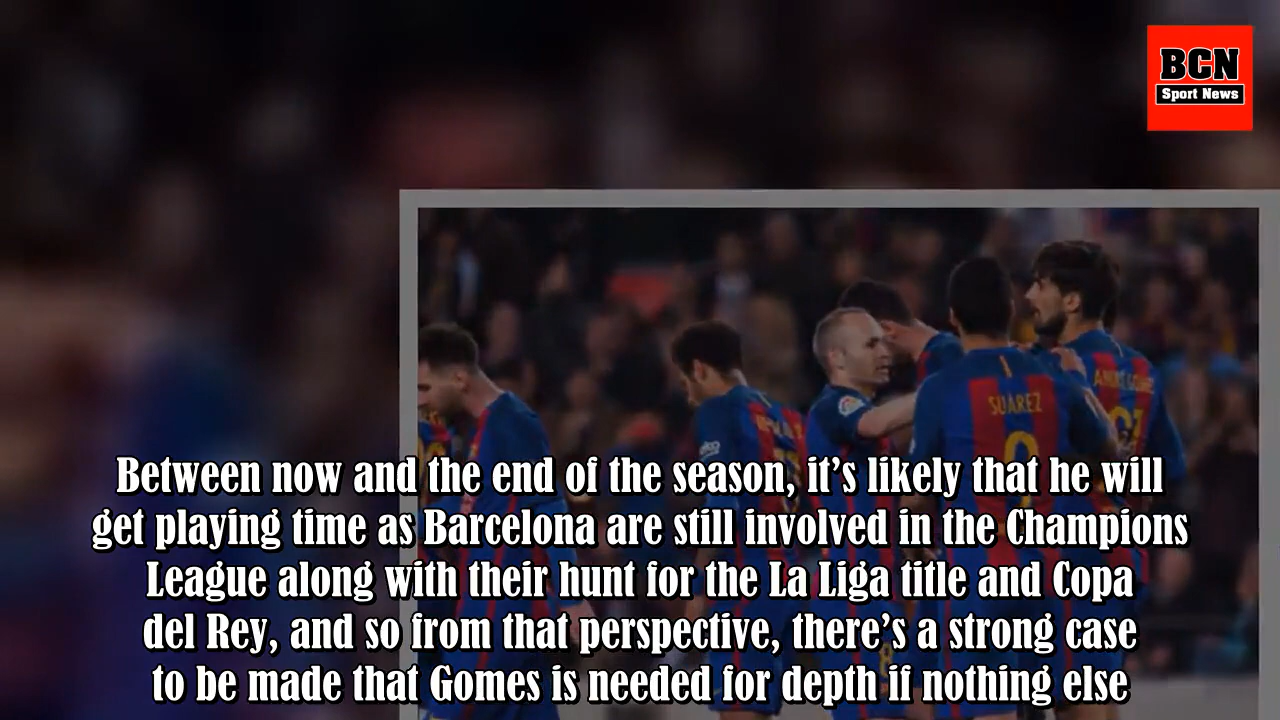 BCN
Sport News
SUAREZ
9
Between now and the end of the season, it’s likely that he will
get playing time as Barcelona are still involved in the Champions
League along with their hunt for the La Liga title and Copa
del Rey, and so from that perspective, there’s a strong case
to be made that Gomes is needed for depth if nothing else